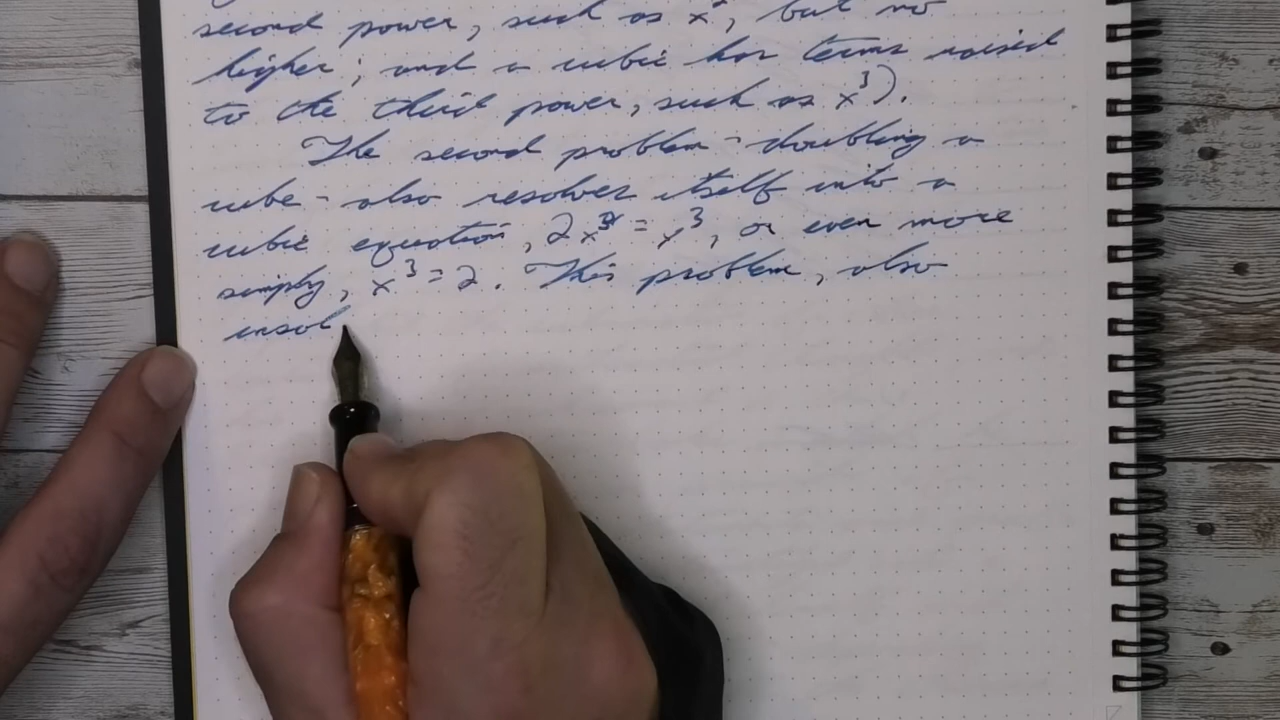 second power, such as x², but no
higher; and a cubic has terms raised
to the third power, such as x³).
The second problem - doubling a
cube - also resolves itself into a
cubic equation, 2x³ = y³, or even more
simply, x³ = 2. This problem, also
insol